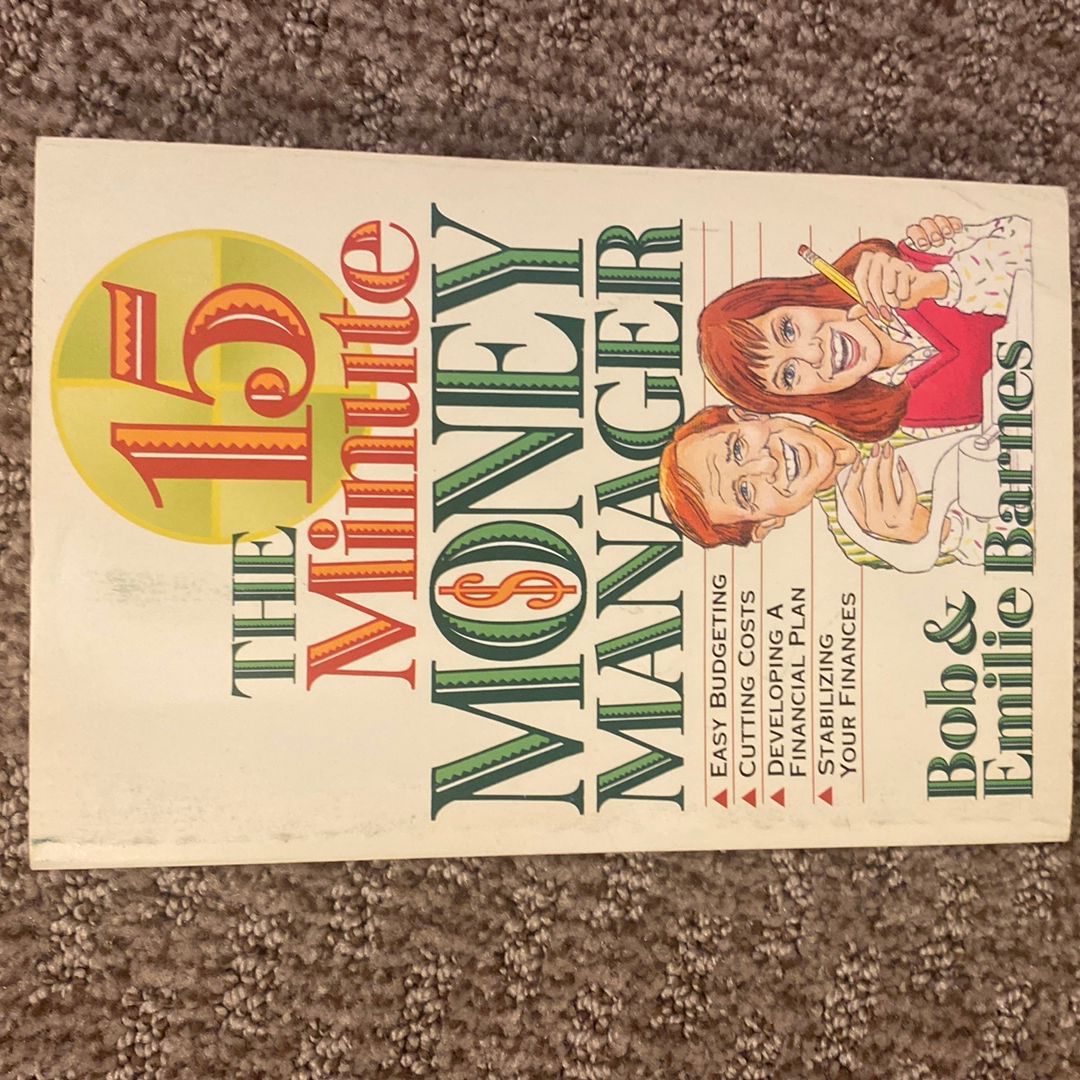 15
THE
Minute
MONEY
MANAGER
EASY BUDGETING
CUTTING COSTS
DEVELOPING A
FINANCIAL PLAN
STABILIZING
YOUR FINANCES
Bob &
Emilie Barnes